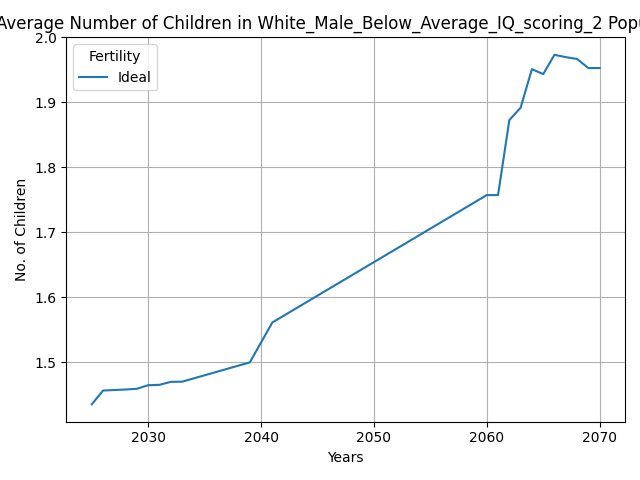 Average Number of Children in White_Male_Below_Average_IQ_scoring_2
2.0
Fertility
Ideal
1.9
1.8
1.7
1.6
1.5
No. of Children
2030 2040 2050 2060 2070
Years